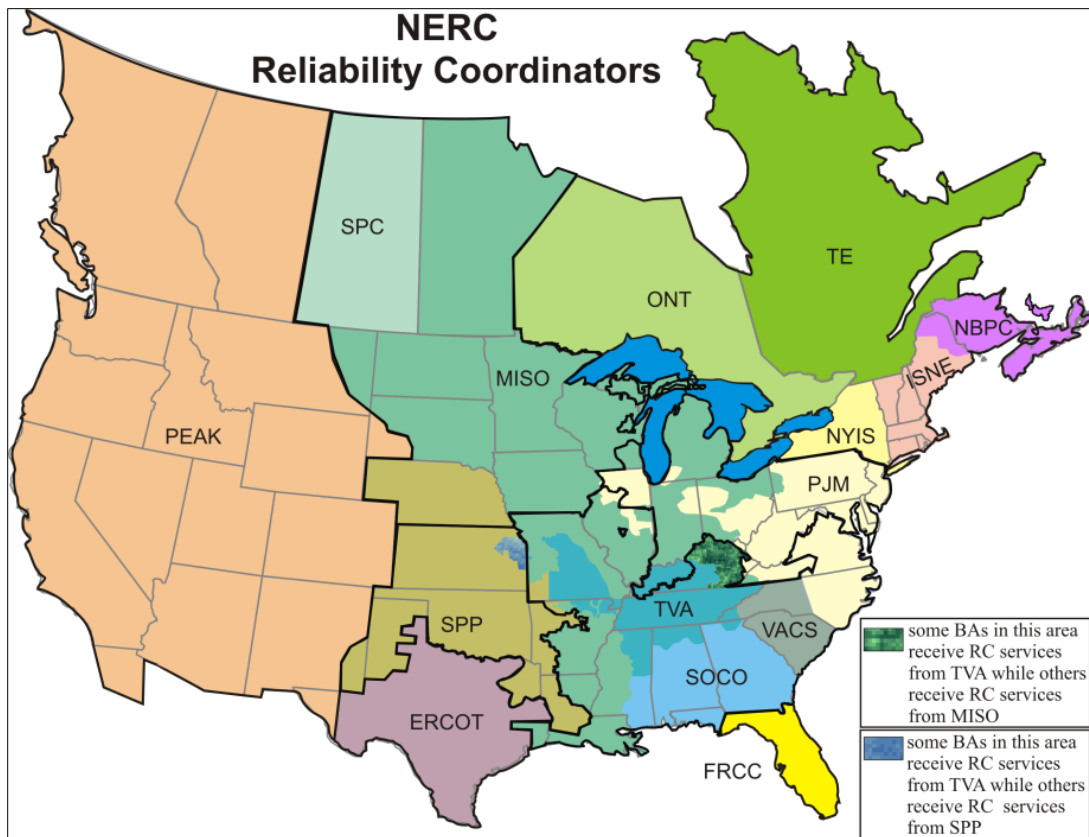 NERC
Reliability Coordinators
SPC
TE
ONT
NBPC
MISO
ISNE
PEAK
NYIS
PJM
TVA
SPP
VACS
SOCO
ERCOT
FRCC
some BAs in this area
receive RC services
from TVA while others
receive RC services
from MISO
some BAs in this area
receive RC services
from TVA while others
receive RC services
from SPP